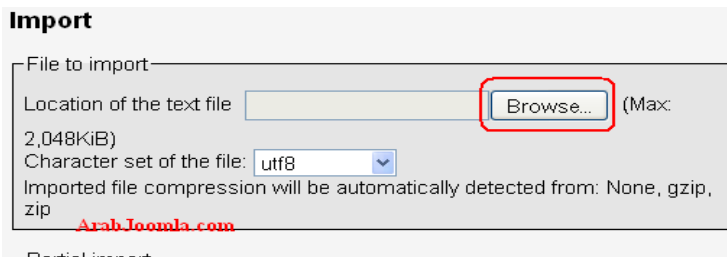 Import
File to import
Location of the text file Browse... (Max:
2,048KiB)
Character set of the file: utf8
Imported file compression will be automatically detected from: None, gzip,
zip
ArabJoomla.com
Partial import